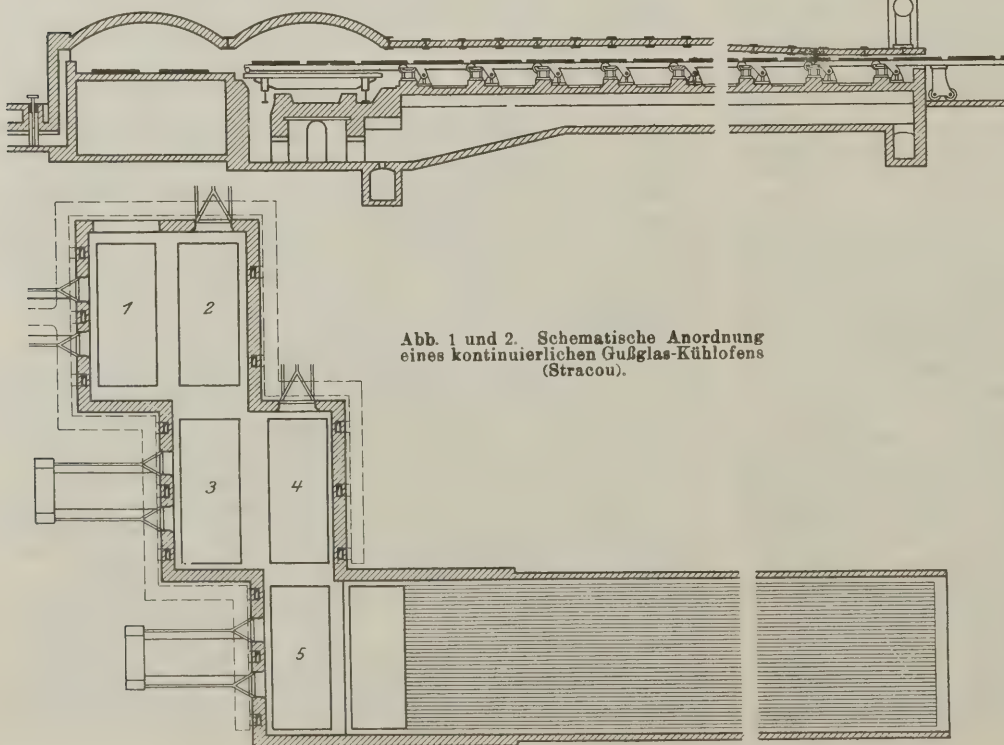 1
2
Abb. 1 und 2. Schematische Anordnung
eines kontinuierlichen Gußglas-Kühlofens
(Stracou).
3
4
5